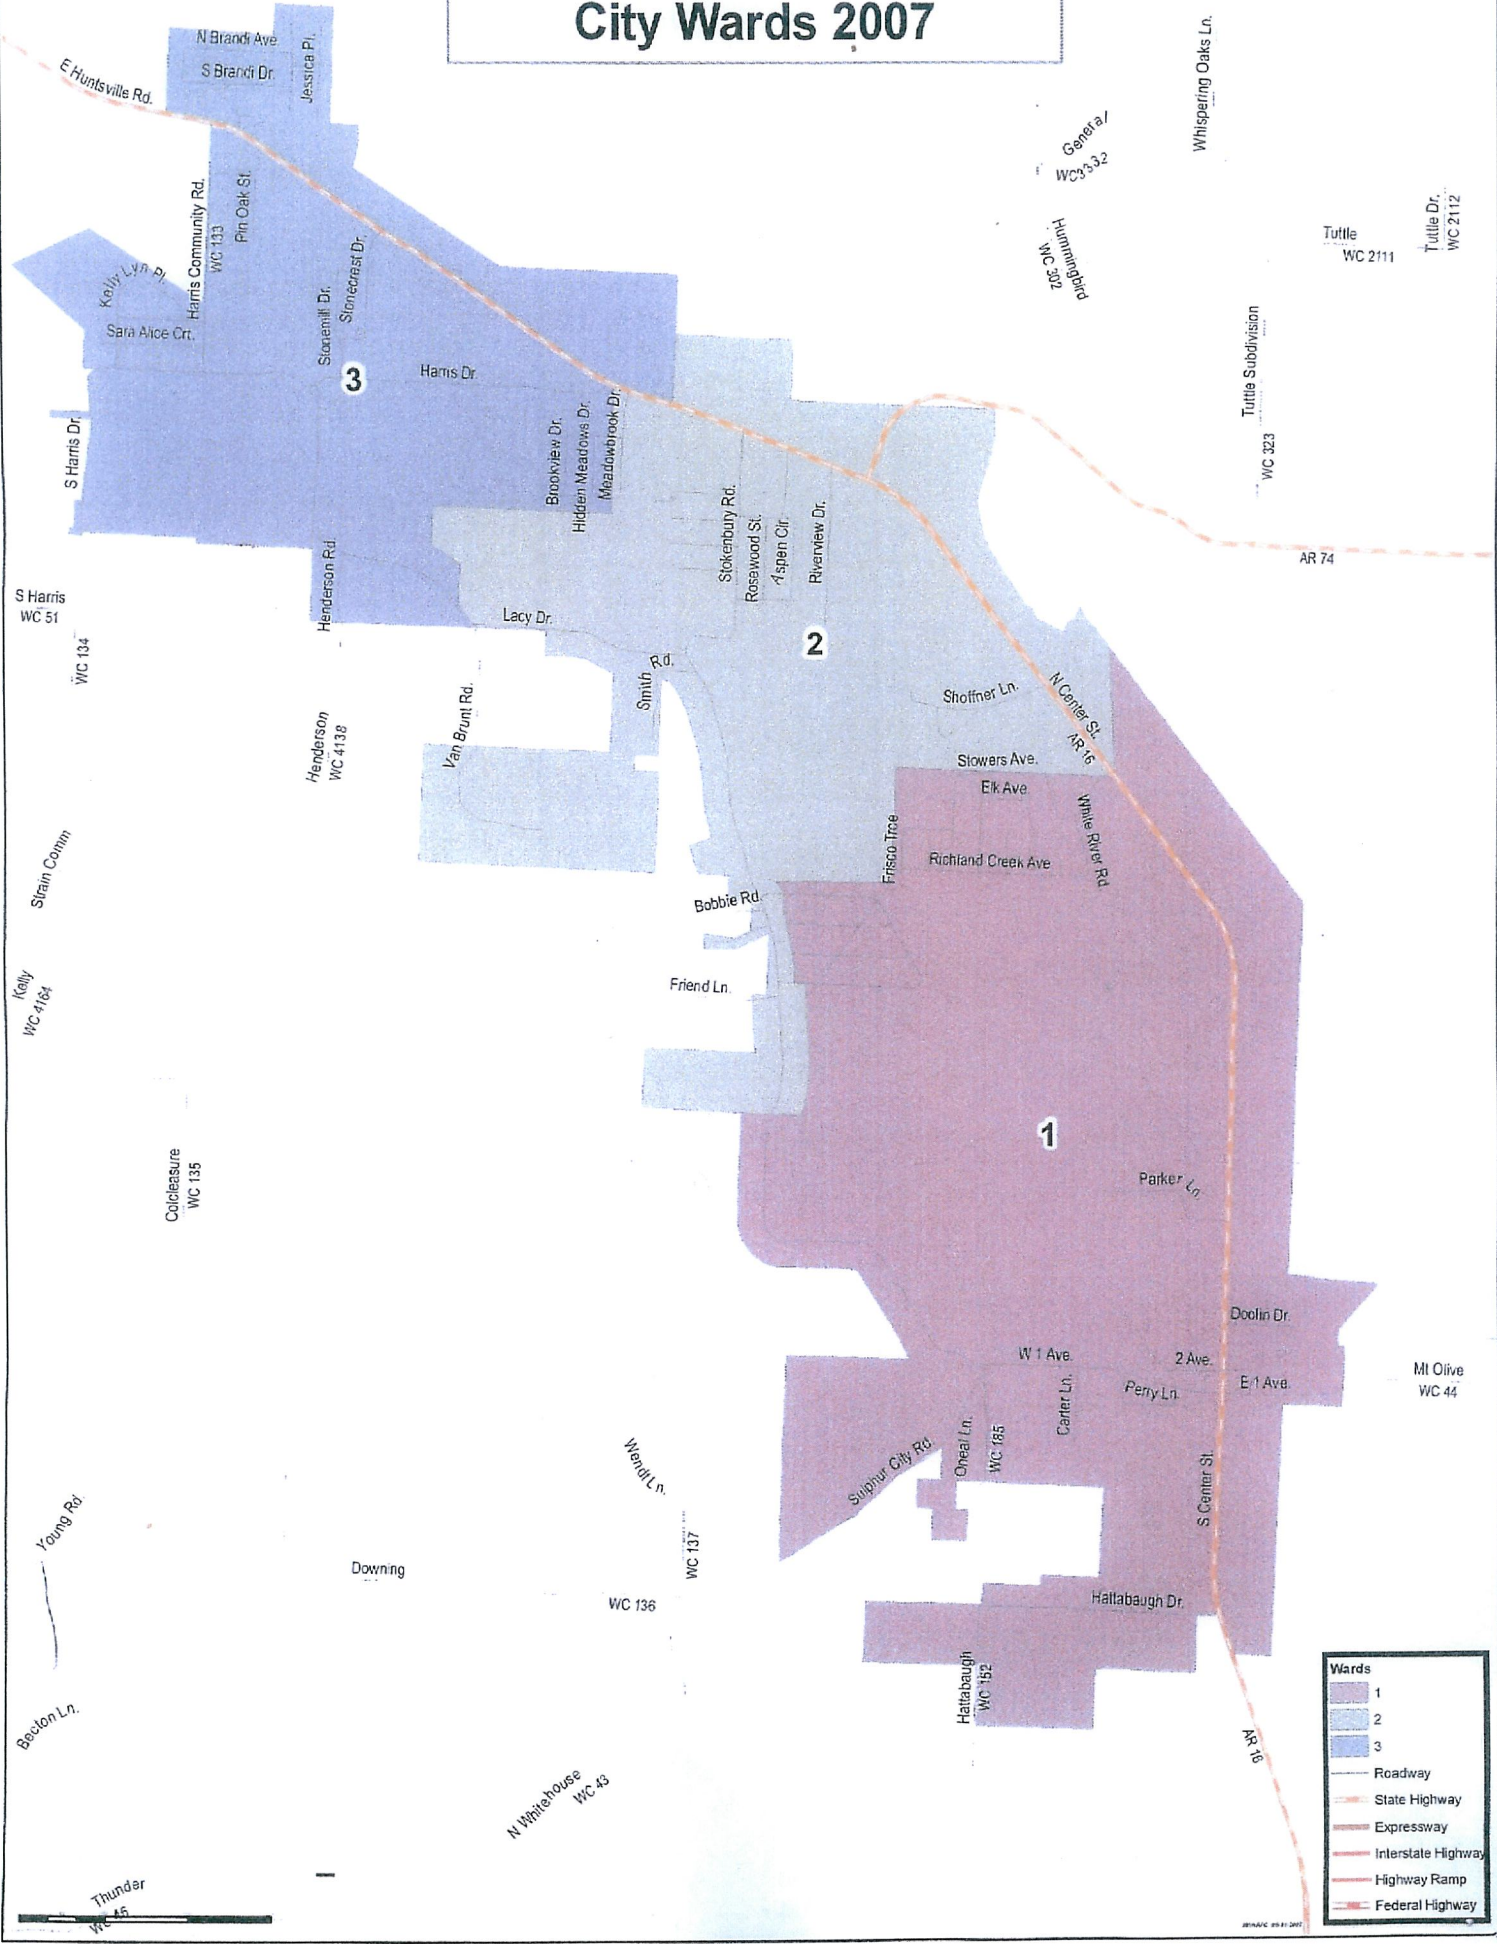 City Wards 2007
N Brandi Ave.
S Brandi Dr.
Jessica Pl.
E Huntsville Rd.
Whispering Oaks Ln.
General
WC3332
Hummingbird
WC 302
Tuttle
WC 2111
Tuttle Dr.
WC 2112
Harris Community Rd.
WC 133
Pin Oak St.
Kelly Lyn Pl.
Sara Alice Crt.
Stonemill Dr.
Stonecrest Dr.
3
Harris Dr.
Tuttle Subdivision
WC 323
S Harris Dr.
Brookview Dr.
Hidden Meadows Dr.
Meadowbrook Dr.
Stokenbury Rd.
Rosewood St.
Aspen Cir.
Riverview Dr.
AR 74
Henderson Rd.
S Harris
WC 51
WC 134
Lacy Dr.
2
Smith Rd.
Shoffner Ln.
N Center St.
AR 16
Van Brunt Rd.
Henderson
WC 4138
Stowers Ave.
Elk Ave.
White River Rd
Frisco Trce
Richland Creek Ave
Strain Comm
Bobbie Rd.
Kelly
WC 4164
Friend Ln.
1
Colcleasure
WC 135
Parker Ln.
Doolin Dr.
W 1 Ave.
2 Ave.
E 1 Ave.
Perry Ln.
Mt Olive
WC 44
Carter Ln.
Oneal Ln.
WC 185
Sulphur City Rd.
S Center St.
Wendt Ln.
WC 137
Young Rd.
Downing
WC 136
Hattabaugh Dr.
Hattabaugh
WC 152
Becton Ln.
AR 16
N Whitehouse
WC 43
Thunder
WC 46
Wards
1
2
3
Roadway
State Highway
Expressway
Interstate Highway
Highway Ramp
Federal Highway